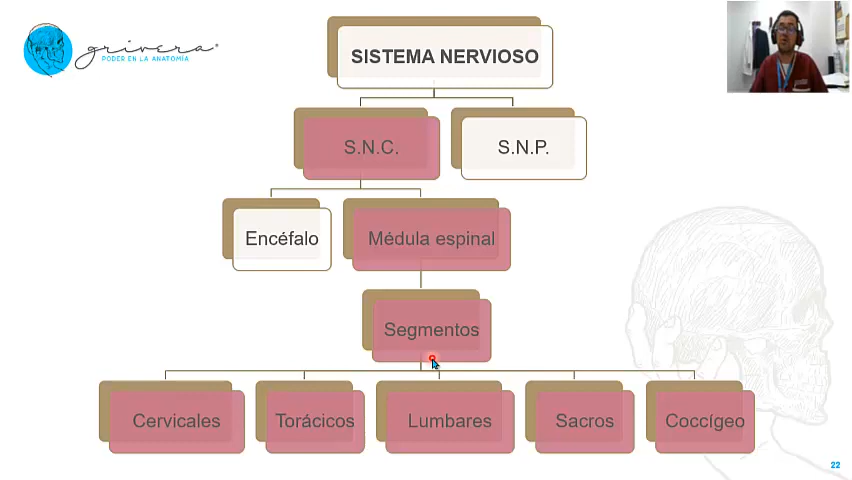 grivera
PODER EN LA ANATOMÍA
SISTEMA NERVIOSO
S.N.C.
S.N.P.
Encéfalo
Médula espinal
Segmentos
Cervicales
Torácicos
Lumbares
Sacros
Coccígeo
22